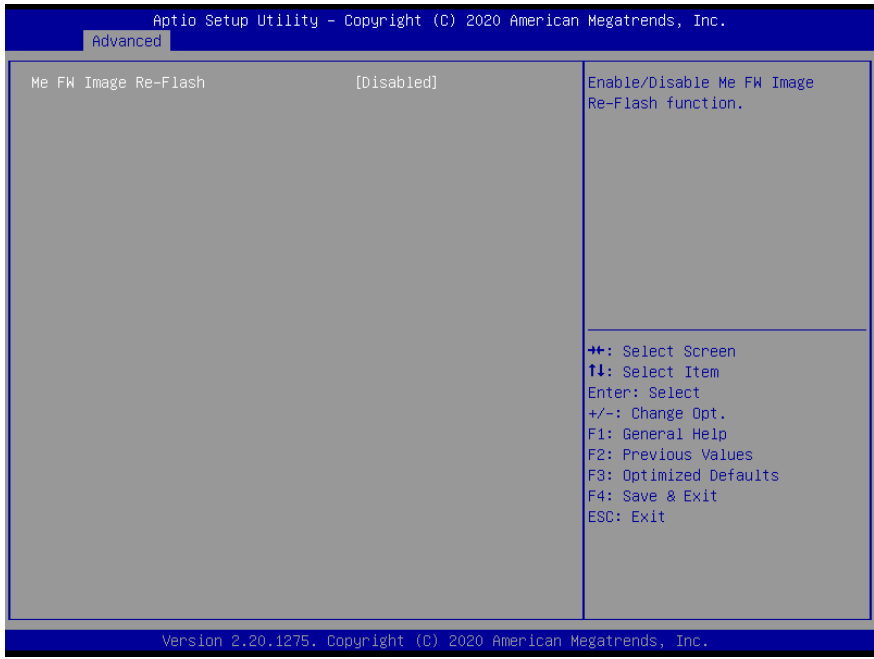 Aptio Setup Utility – Copyright (C) 2020 American Megatrends, Inc.
Advanced
Me FW Image Re-Flash [Disabled]
Enable/Disable Me FW Image
Re-Flash function.
→←: Select Screen
↑↓: Select Item
Enter: Select
+/-: Change Opt.
F1: General Help
F2: Previous Values
F3: Optimized Defaults
F4: Save & Exit
ESC: Exit
Version 2.20.1275. Copyright (C) 2020 American Megatrends, Inc.